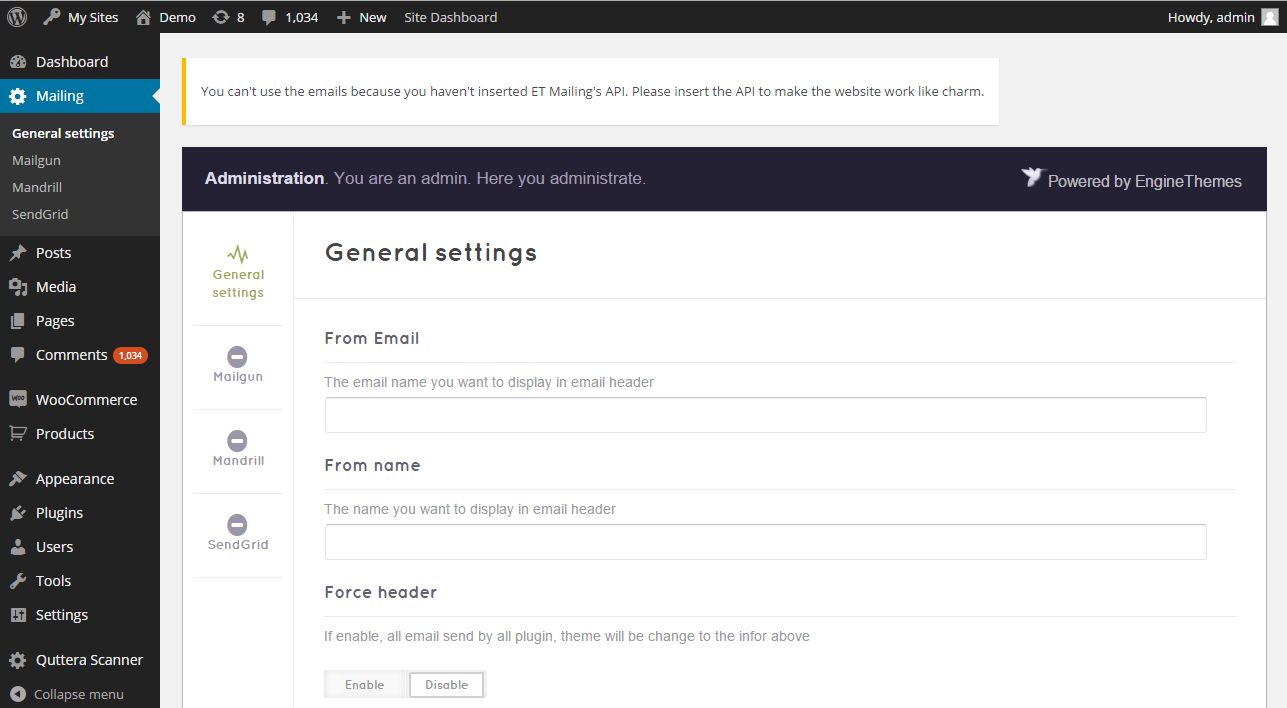 My Sites Demo 8 1,034 New Site Dashboard Howdy, admin
Dashboard
Mailing
General settings
Mailgun
Mandrill
SendGrid
Posts
Media
Pages
Comments 1,034
WOO WooCommerce
Products
Appearance
Plugins
Users
Tools
Settings
Quttera Scanner
Collapse menu
You can't use the emails because you haven't inserted ET Mailing's API. Please insert the API to make the website work like charm.
Administration. You are an admin. Here you administrate.
Powered by EngineThemes
General
settings
Mailgun
Mandrill
SendGrid
General settings
From Email
The email name you want to display in email header
From name
The name you want to display in email header
Force header
If enable, all email send by all plugin, theme will be change to the infor above
Enable Disable